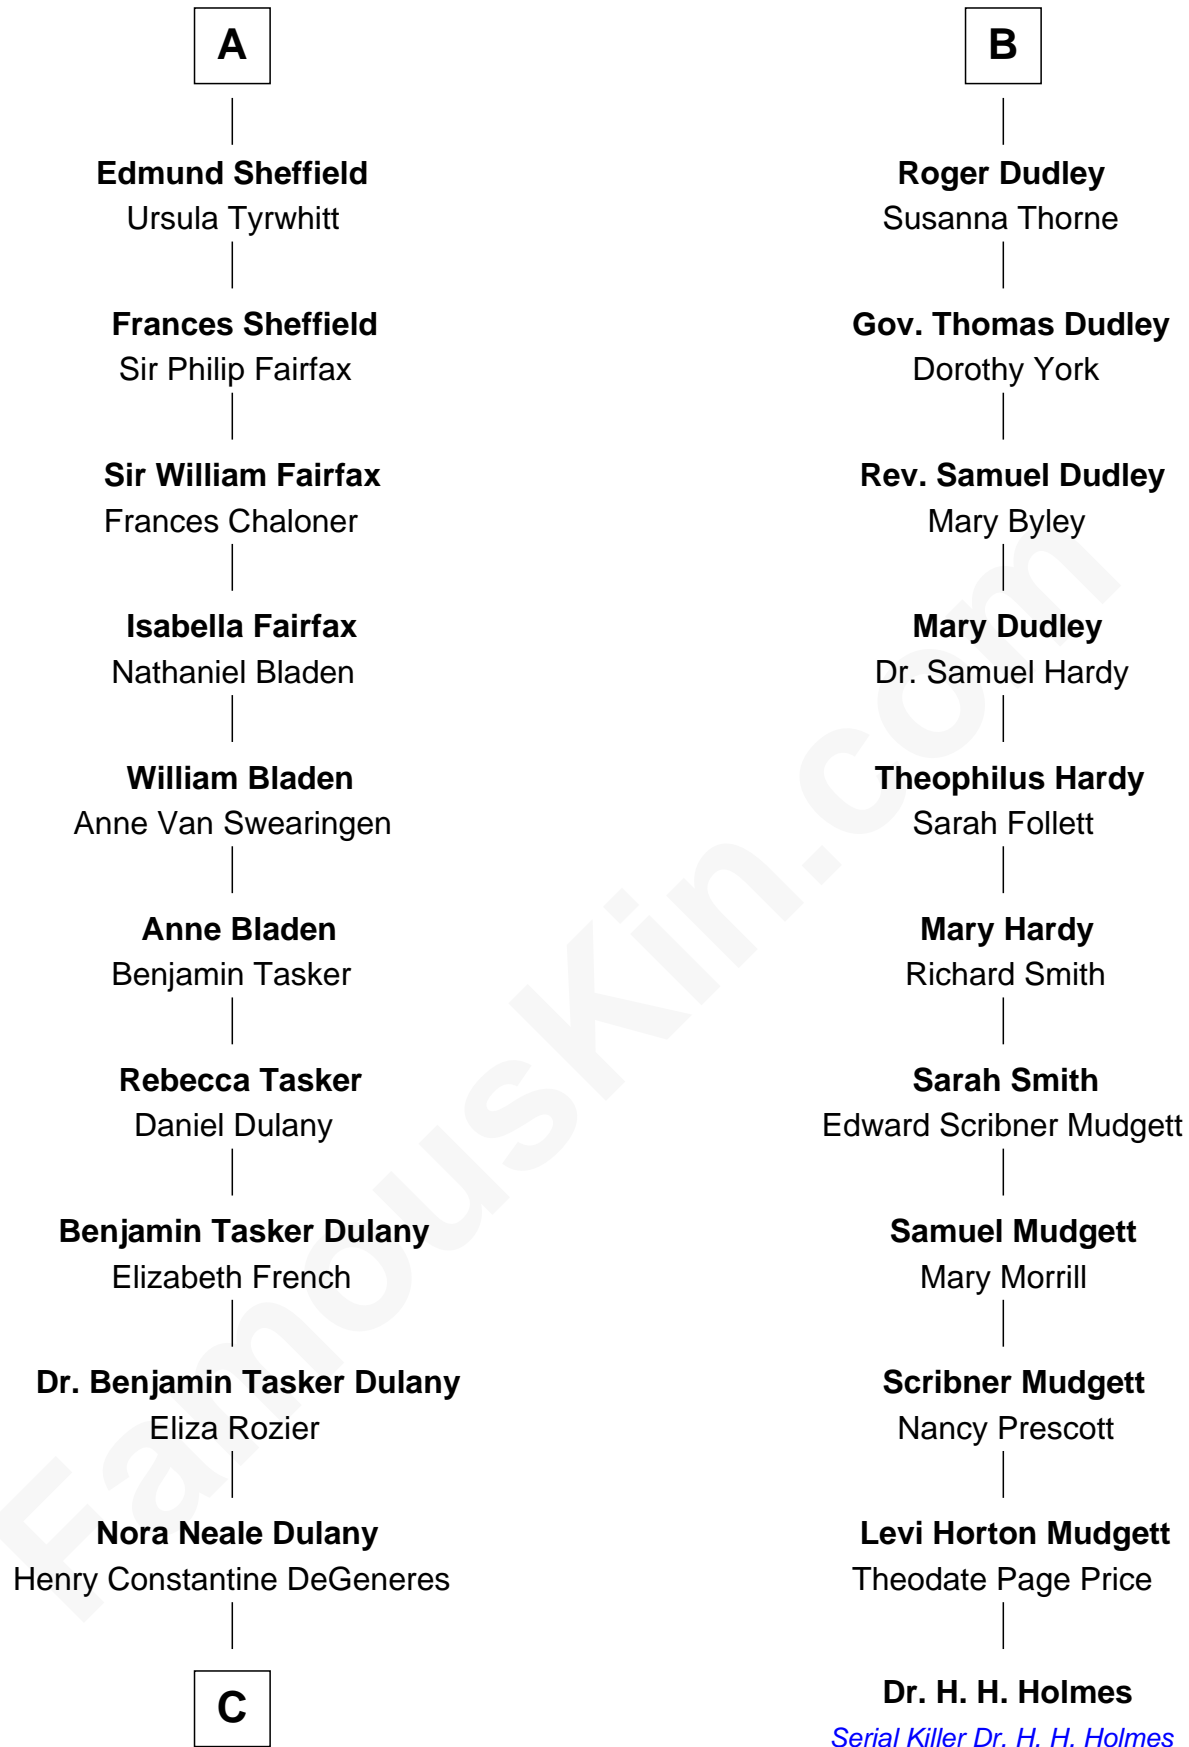 A
Edmund Sheffield
Ursula Tyrwhitt
Frances Sheffield
Sir Philip Fairfax
Sir William Fairfax
Frances Chaloner
Isabella Fairfax
Nathaniel Bladen
William Bladen
Anne Van Swearingen
Anne Bladen
Benjamin Tasker
Rebecca Tasker
Daniel Dulany
Benjamin Tasker Dulany
Elizabeth French
Dr. Benjamin Tasker Dulany
Eliza Rozier
Nora Neale Dulany
Henry Constantine DeGeneres
C
B
Roger Dudley
Susanna Thorne
Gov. Thomas Dudley
Dorothy York
Rev. Samuel Dudley
Mary Byley
Mary Dudley
Dr. Samuel Hardy
Theophilus Hardy
Sarah Follett
Mary Hardy
Richard Smith
Sarah Smith
Edward Scribner Mudgett
Samuel Mudgett
Mary Morrill
Scribner Mudgett
Nancy Prescott
Levi Horton Mudgett
Theodate Page Price
Dr. H. H. Holmes
Serial Killer Dr. H. H. Holmes
FamousKin.com